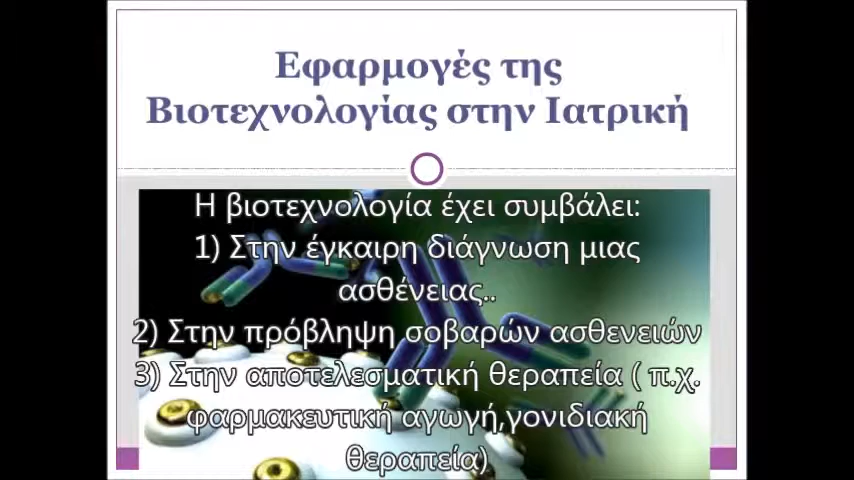 Εφαρμογές της
Βιοτεχνολογίας στην Ιατρική
Η βιοτεχνολογία έχει συμβάλει:
1) Στην έγκαιρη διάγνωση μιας
ασθένειας..
2) Στην πρόβληψη σοβαρών ασθενειών
3) Στην αποτελεσματική θεραπεία ( π.χ.
φαρμακευτική αγωγή,γονιδιακή
θεραπεία)